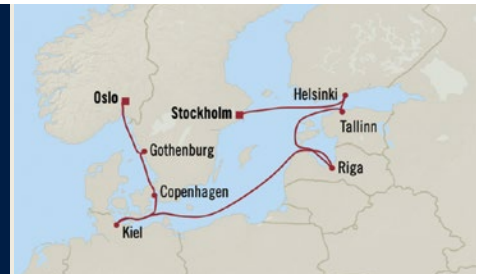 Helsinki
Oslo
Stockholm
Tallinn
Gothenburg
Riga
Copenhagen
Kiel